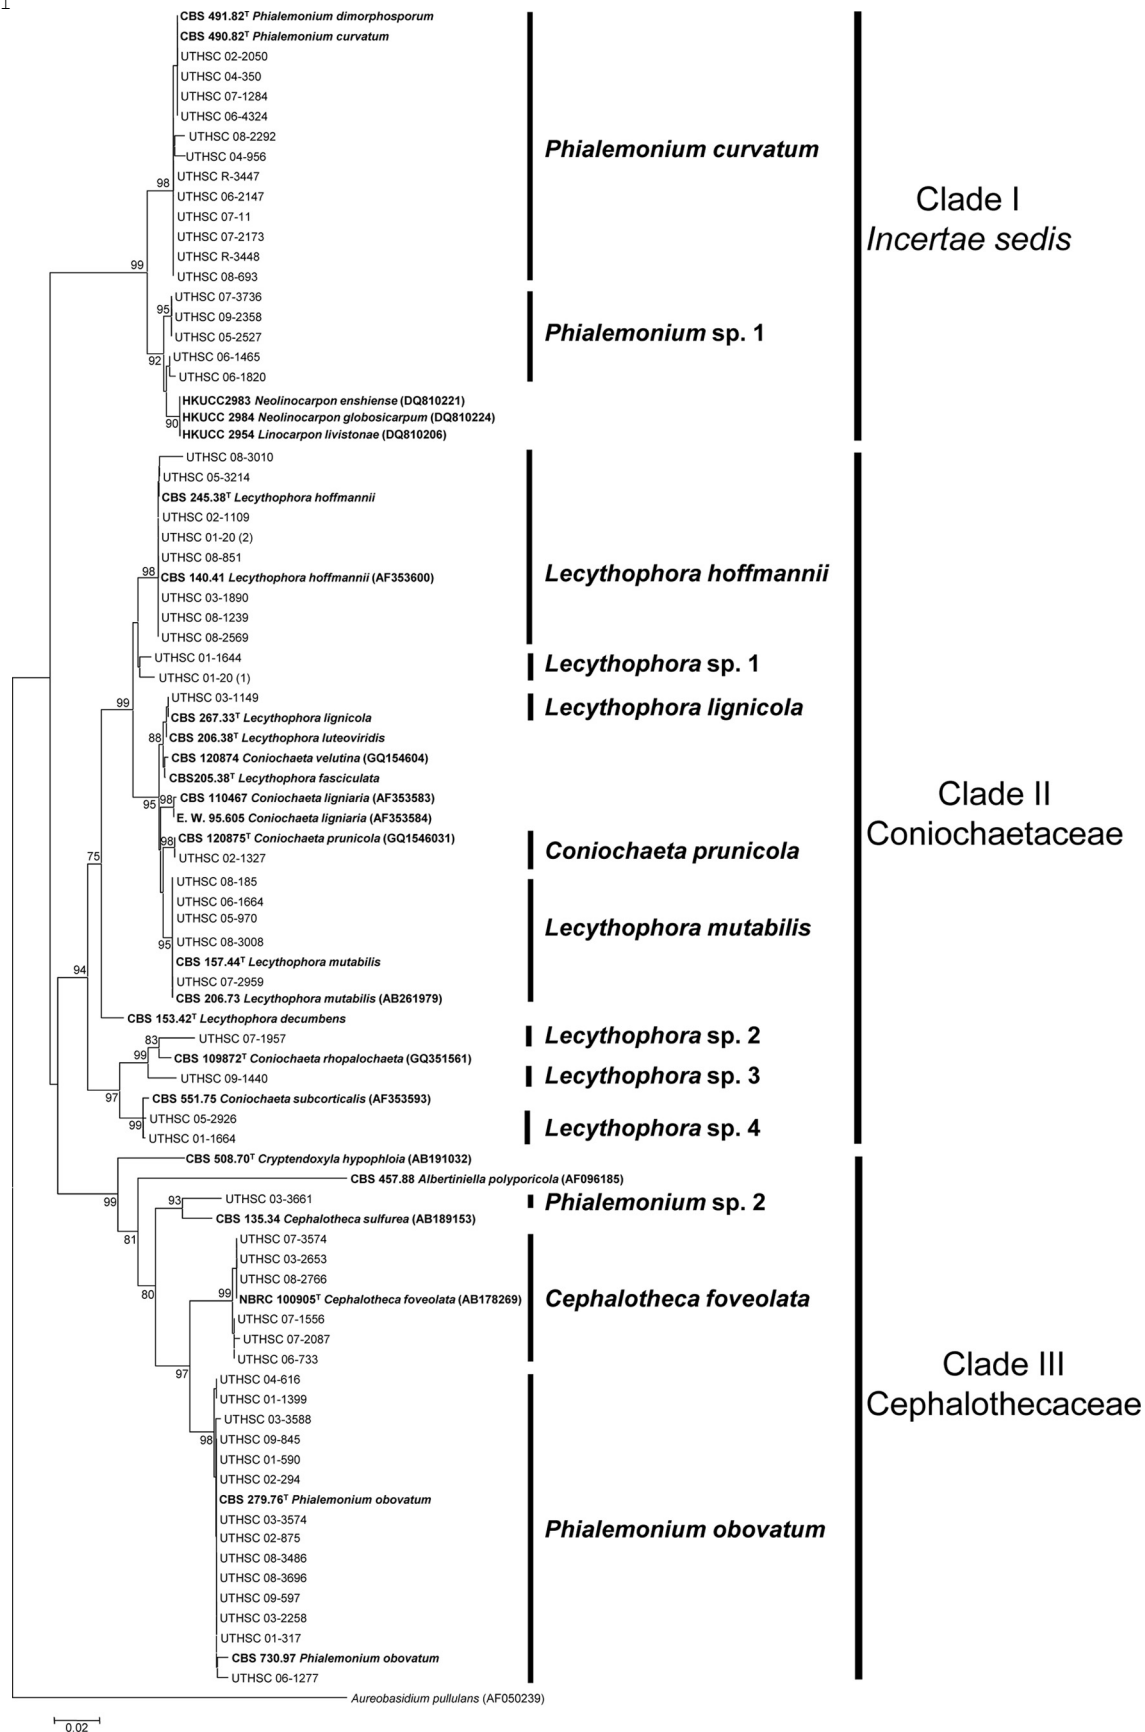 CBS 491.82ᵀ Phialemonium dimorphosporum
CBS 490.82ᵀ Phialemonium curvatum
UTHSC 02-2050
UTHSC 04-350
UTHSC 07-1284
UTHSC 06-4324
UTHSC 08-2292
UTHSC 04-956
UTHSC R-3447
98
UTHSC 06-2147
UTHSC 07-11
UTHSC 07-2173
UTHSC R-3448
UTHSC 08-693
Phialemonium curvatum
99
UTHSC 07-3736
95
UTHSC 09-2358
UTHSC 05-2527
UTHSC 06-1465
92
UTHSC 06-1820
Phialemonium sp. 1
HKUCC2983 Neolinocarpon enshiense (DQ810221)
HKUCC 2984 Neolinocarpon globosicarpum (DQ810224)
90
HKUCC 2954 Linocarpon livistonae (DQ810206)
Clade I
Incertae sedis
UTHSC 08-3010
UTHSC 05-3214
CBS 245.38ᵀ Lecythophora hoffmannii
UTHSC 02-1109
UTHSC 01-20 (2)
UTHSC 08-851
98
CBS 140.41 Lecythophora hoffmannii (AF353600)
UTHSC 03-1890
UTHSC 08-1239
UTHSC 08-2569
Lecythophora hoffmannii
UTHSC 01-1644
UTHSC 01-20 (1)
Lecythophora sp. 1
99
UTHSC 03-1149
CBS 267.33ᵀ Lecythophora lignicola
Lecythophora lignicola
88
CBS 206.38ᵀ Lecythophora luteoviridis
CBS 120874 Coniochaeta velutina (GQ154604)
CBS205.38ᵀ Lecythophora fasciculata
95
98
CBS 110467 Coniochaeta ligniaria (AF353583)
E. W. 95.605 Coniochaeta ligniaria (AF353584)
98
CBS 120875ᵀ Coniochaeta prunicola (GQ1546031)
UTHSC 02-1327
Coniochaeta prunicola
75
UTHSC 08-185
UTHSC 06-1664
UTHSC 05-970
95
UTHSC 08-3008
CBS 157.44ᵀ Lecythophora mutabilis
UTHSC 07-2959
CBS 206.73 Lecythophora mutabilis (AB261979)
Lecythophora mutabilis
94
CBS 153.42ᵀ Lecythophora decumbens
83
UTHSC 07-1957
Lecythophora sp. 2
99
CBS 109872ᵀ Coniochaeta rhopalochaeta (GQ351561)
UTHSC 09-1440
Lecythophora sp. 3
97
CBS 551.75 Coniochaeta subcorticalis (AF353593)
99
UTHSC 05-2926
UTHSC 01-1664
Lecythophora sp. 4
Clade II
Coniochaetaceae
CBS 508.70ᵀ Cryptendoxyla hypophloia (AB191032)
99
CBS 457.88 Albertiniella polyporicola (AF096185)
93
UTHSC 03-3661
Phialemonium sp. 2
CBS 135.34 Cephalotheca sulfurea (AB189153)
81
UTHSC 07-3574
UTHSC 03-2653
UTHSC 08-2766
80
99
NBRC 100905ᵀ Cephalotheca foveolata (AB178269)
UTHSC 07-1556
UTHSC 07-2087
UTHSC 06-733
Cephalotheca foveolata
97
UTHSC 04-616
UTHSC 01-1399
UTHSC 03-3588
98
UTHSC 09-845
UTHSC 01-590
UTHSC 02-294
CBS 279.76ᵀ Phialemonium obovatum
UTHSC 03-3574
UTHSC 02-875
UTHSC 08-3486
UTHSC 08-3696
UTHSC 09-597
UTHSC 03-2258
UTHSC 01-317
CBS 730.97 Phialemonium obovatum
UTHSC 06-1277
Phialemonium obovatum
Clade III
Cephalothecaceae
Aureobasidium pullulans (AF050239)
0.02